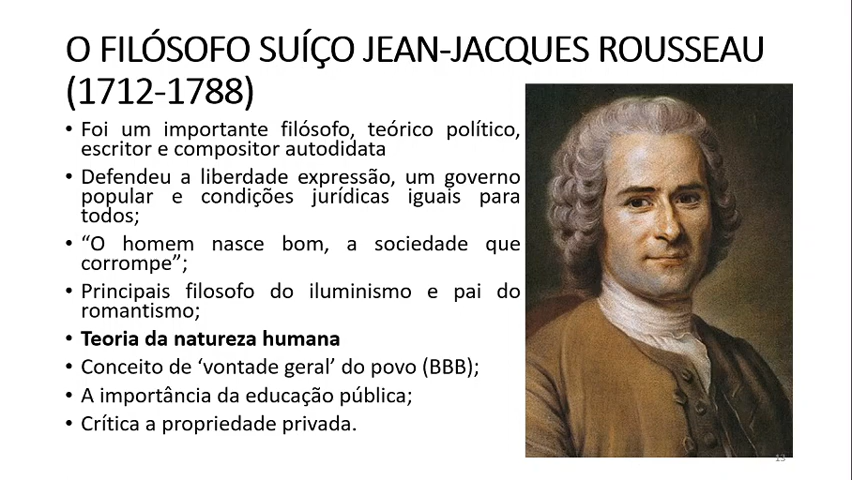 O FILÓSOFO SUÍÇO JEAN-JACQUES ROUSSEAU
(1712-1788)
• Foi um importante filósofo, teórico político,
escritor e compositor autodidata
• Defendeu a liberdade expressão, um governo
popular e condições jurídicas iguais para
todos;
• “O homem nasce bom, a sociedade que
corrompe”;
• Principais filosofo do iluminismo e pai do
romantismo;
• Teoria da natureza humana
• Conceito de ‘vontade geral’ do povo (BBB);
• A importância da educação pública;
• Crítica a propriedade privada.
13